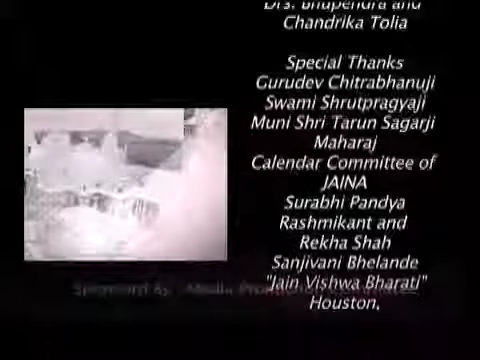 Drs. Bhupendra and
Chandrika Tolia
Special Thanks
Gurudev Chitrabhanuji
Swami Shrutpragyaji
Muni Shri Tarun Sagarji
Maharaj
Calendar Committee of
JAINA
Surabhi Pandya
Rashmikant and
Rekha Shah
Sanjivani Bhelande
"Jain Vishwa Bharati"
Houston,